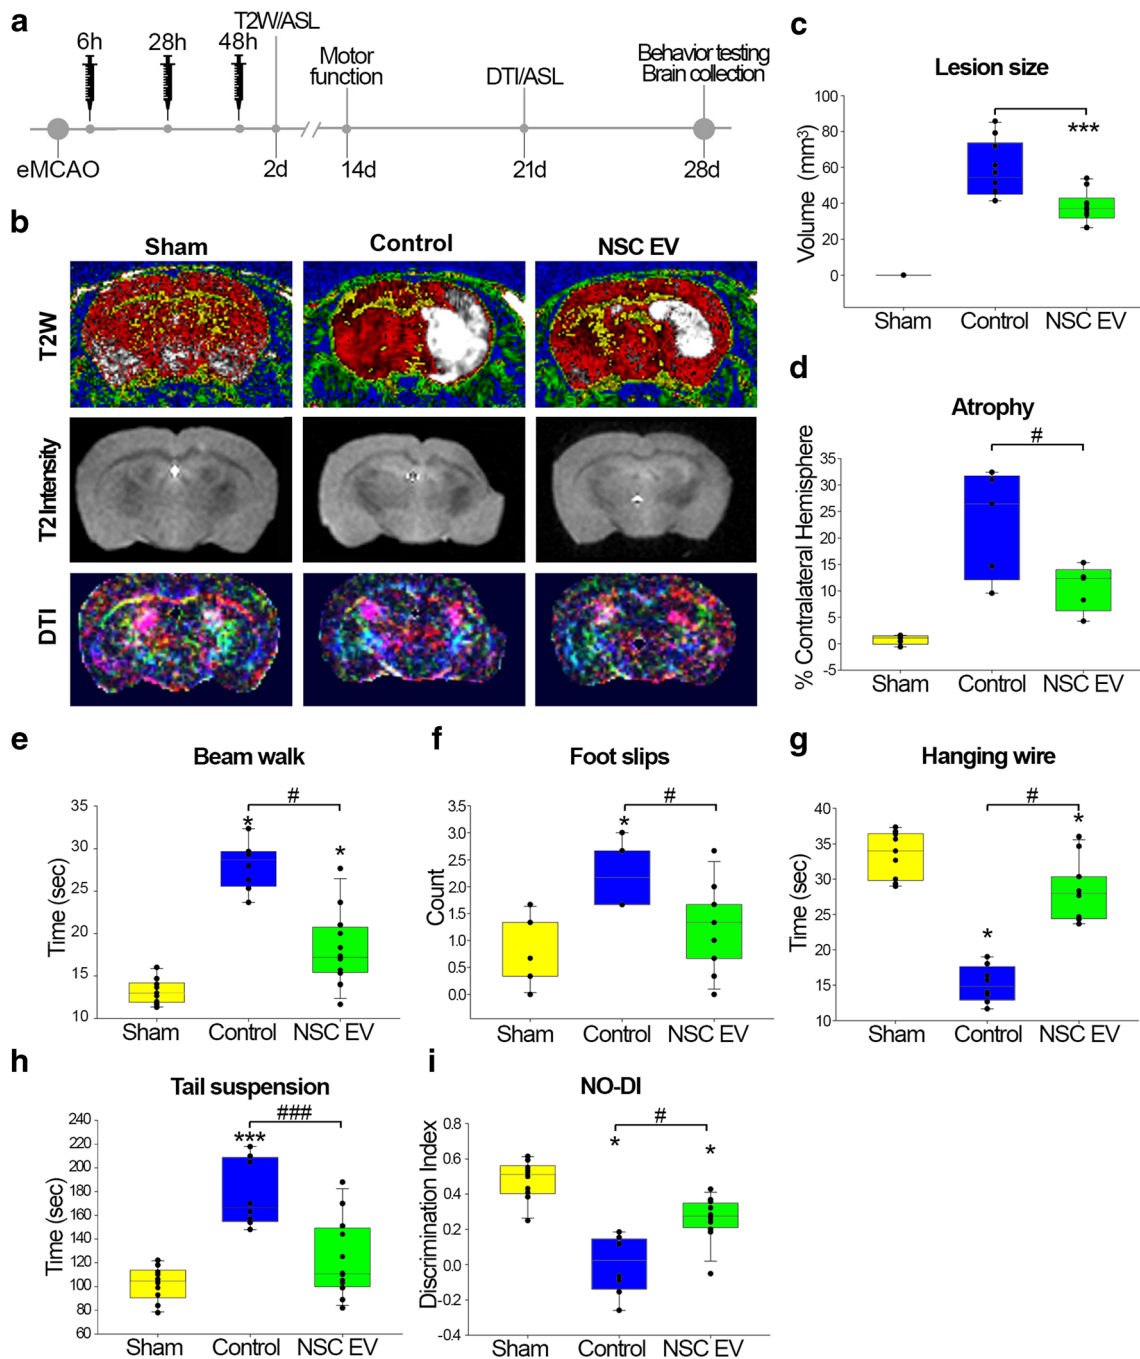 a
T2W/ASL
6h 28h 48h
Motor
function
DTI/ASL
Behavior testing
Brain collection
eMCAO 2d 14d 21d 28d
b
Sham Control NSC EV
T2W
T2 Intensity
DTI
c
Lesion size
***
Volume (mm³)
100
80
60
40
20
0
Sham Control NSC EV
d
Atrophy
#
% Contralateral Hemisphere
35
30
25
20
15
10
5
0
-5
Sham Control NSC EV
e
Beam walk
#
*
*
Time (sec)
35
30
25
20
15
10
Sham Control NSC EV
f
Foot slips
#
*
Count
3.5
3.0
2.5
2.0
1.5
1.0
0.5
0.0
Sham Control NSC EV
g
Hanging wire
#
*
*
Time (sec)
40
35
30
25
20
15
10
Sham Control NSC EV
h
Tail suspension
###
***
Time (sec)
240
220
200
180
160
140
120
100
80
60
Sham Control NSC EV
i
NO-DI
#
*
*
Discrimination Index
0.8
0.6
0.4
0.2
0.0
-0.2
-0.4
Sham Control NSC EV